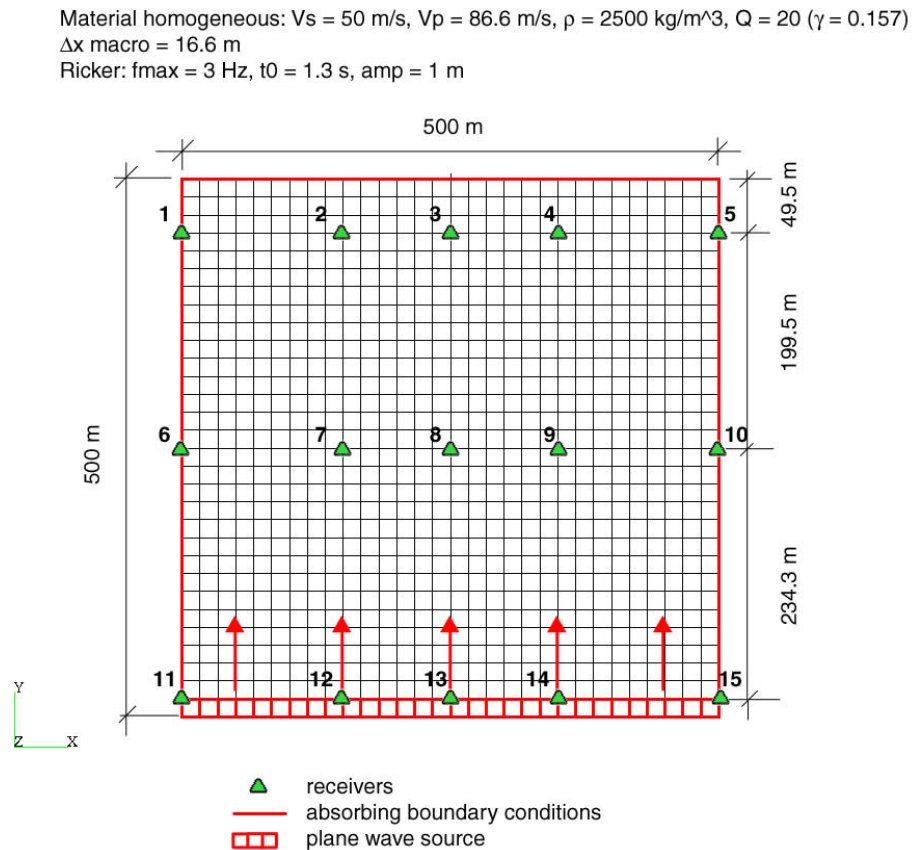 Material homogeneous: Vs = 50 m/s, Vp = 86.6 m/s, ρ = 2500 kg/m^3, Q = 20 (γ = 0.157)
Δx macro = 16.6 m
Ricker: fmax = 3 Hz, t0 = 1.3 s, amp = 1 m
500 m
49.5 m
1 2 3 4 5
199.5 m
6 7 8 9 10
500 m
234.3 m
11 12 13 14 15
Y
Z X
receivers
absorbing boundary conditions
plane wave source